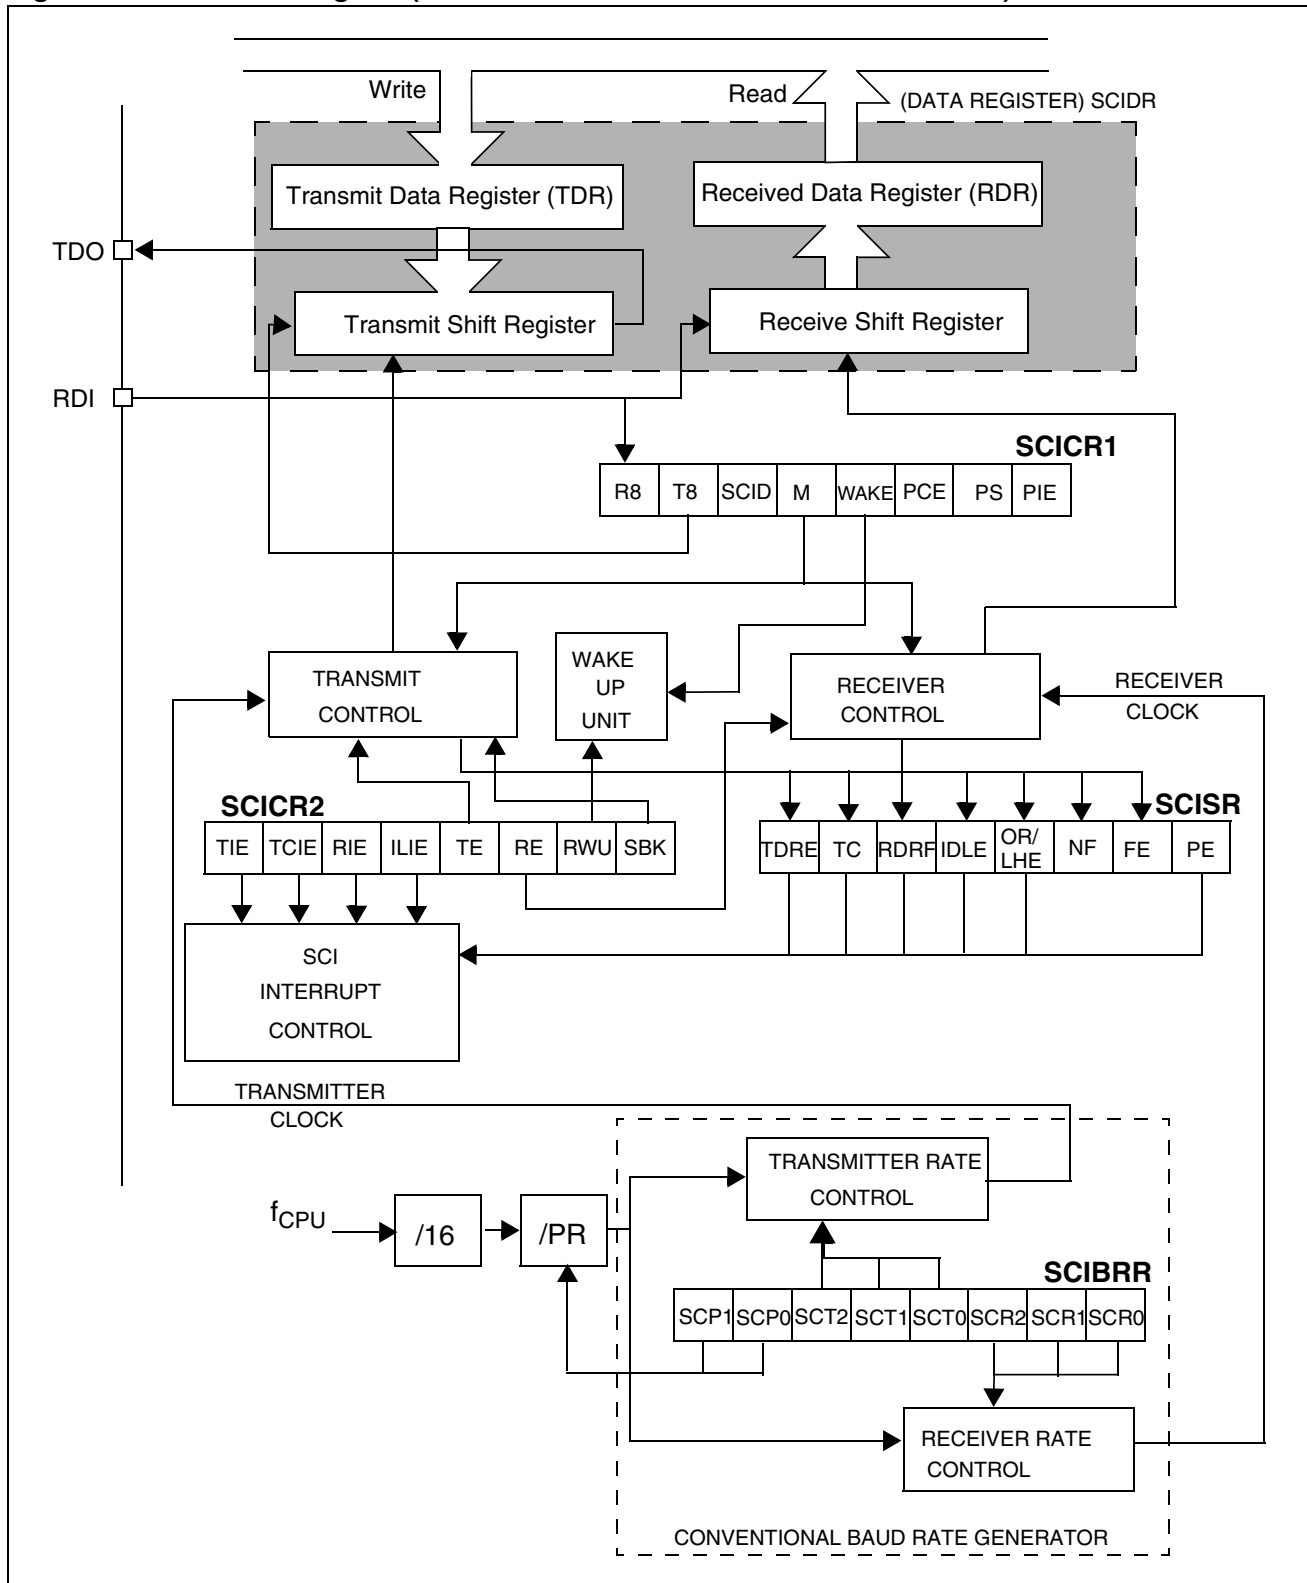 Write
Read
(DATA REGISTER) SCIDR
Transmit Data Register (TDR)
Received Data Register (RDR)
TDO
Transmit Shift Register
Receive Shift Register
RDI
SCICR1
R8 T8 SCID M WAKE PCE PS PIE
TRANSMIT
CONTROL
WAKE
UP
UNIT
RECEIVER
CONTROL
RECEIVER
CLOCK
SCICR2
TIE TCIE RIE ILIE TE RE RWU SBK
SCISR
TDRE TC RDRF IDLE OR/
LHE NF FE PE
SCI
INTERRUPT
CONTROL
TRANSMITTER
CLOCK
TRANSMITTER RATE
CONTROL
fCPU
/16
/PR
SCIBRR
SCP1 SCP0 SCT2 SCT1 SCT0 SCR2 SCR1 SCR0
RECEIVER RATE
CONTROL
CONVENTIONAL BAUD RATE GENERATOR